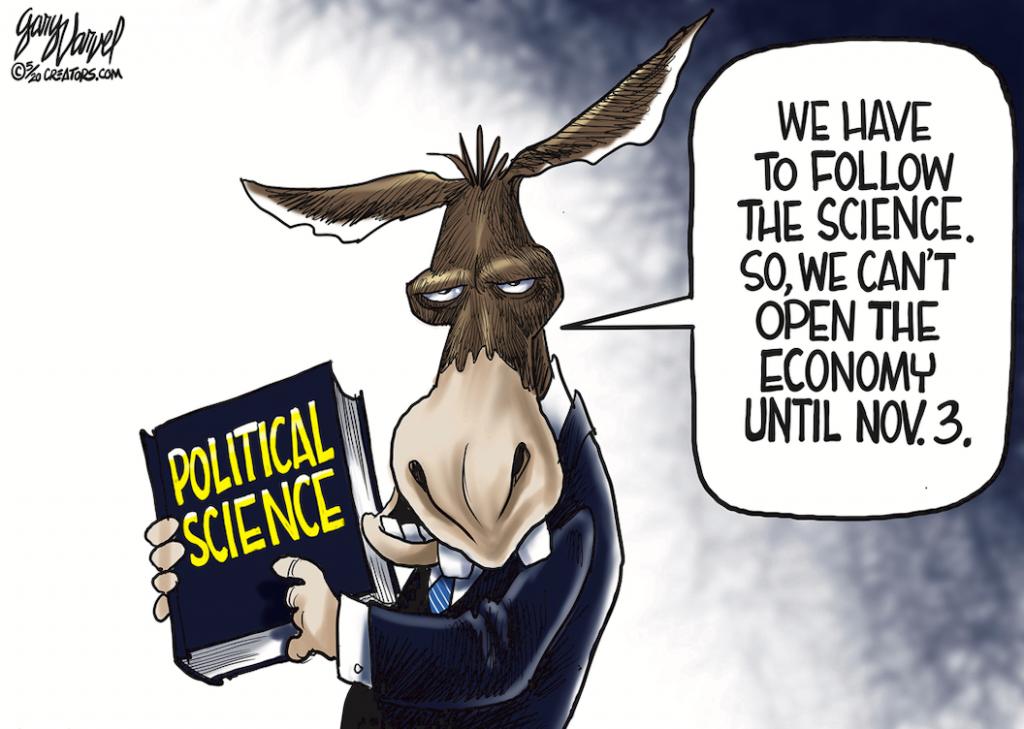 Gary Varvel
© 5/20 CREATORS.COM
WE HAVE
TO FOLLOW
THE SCIENCE.
SO, WE CAN'T
OPEN THE
ECONOMY
UNTIL NOV. 3.
POLITICAL
SCIENCE